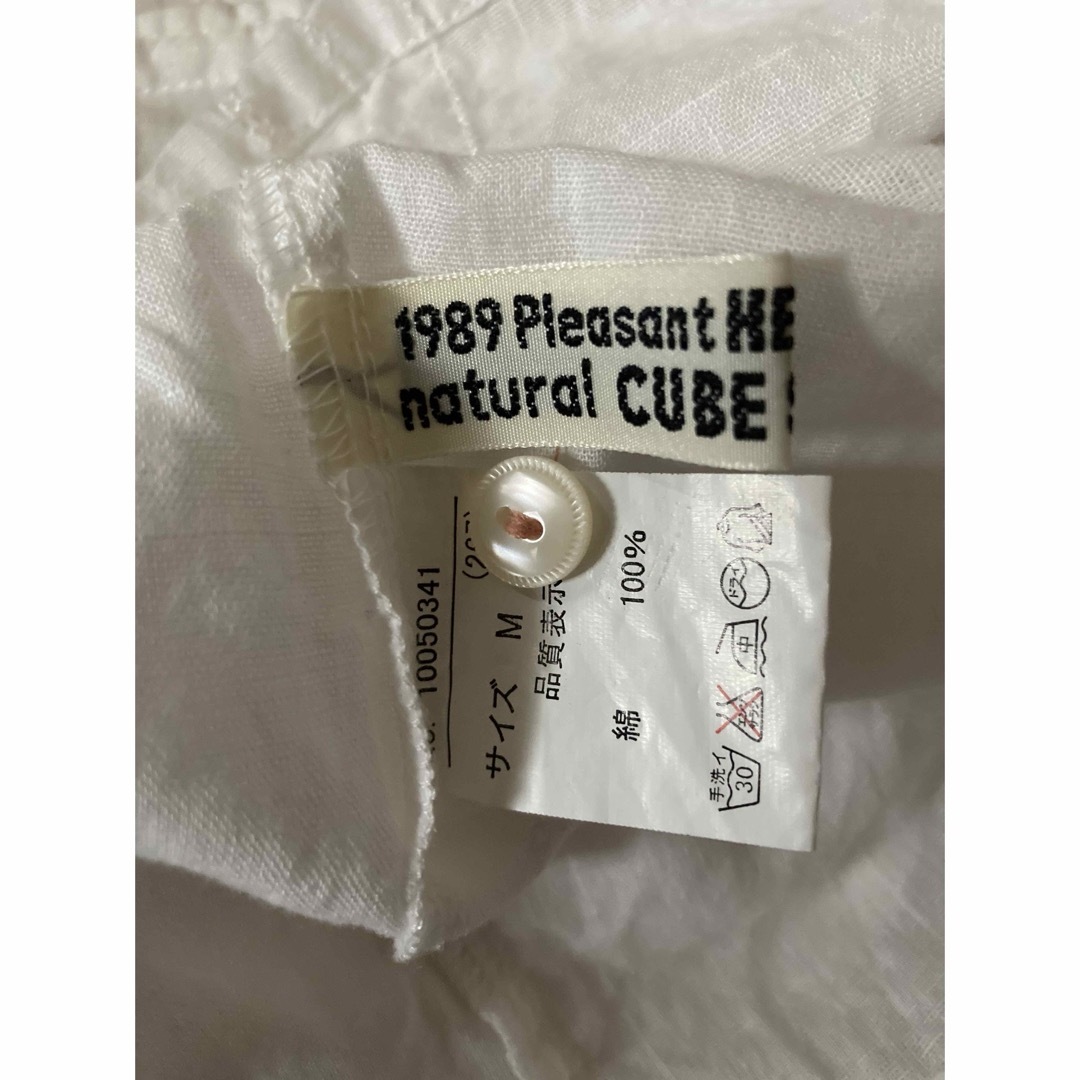 1989 Pleasant HE
natural CUBE
10050341
サイズ M
品質表示
綿 100%
手洗イ
30
中
ドライ